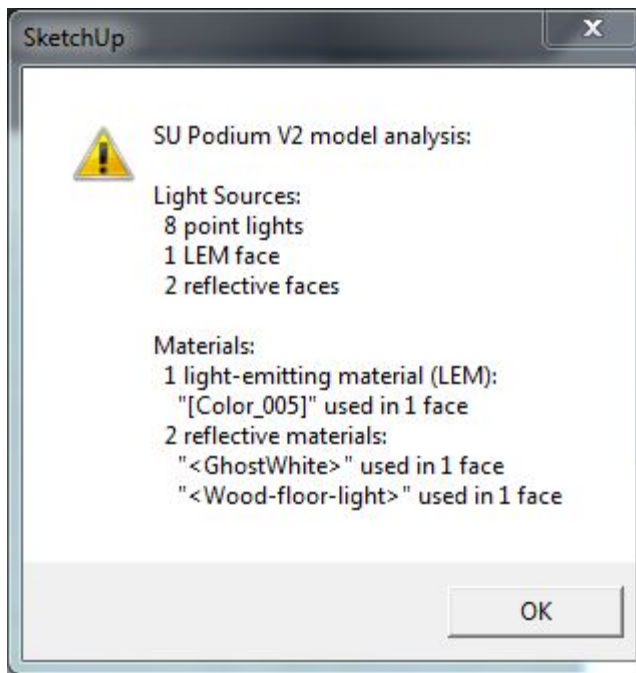 SketchUp
SU Podium V2 model analysis:
Light Sources:
8 point lights
1 LEM face
2 reflective faces
Materials:
1 light-emitting material (LEM):
"[Color_005]" used in 1 face
2 reflective materials:
"<GhostWhite>" used in 1 face
"<Wood-floor-light>" used in 1 face
OK